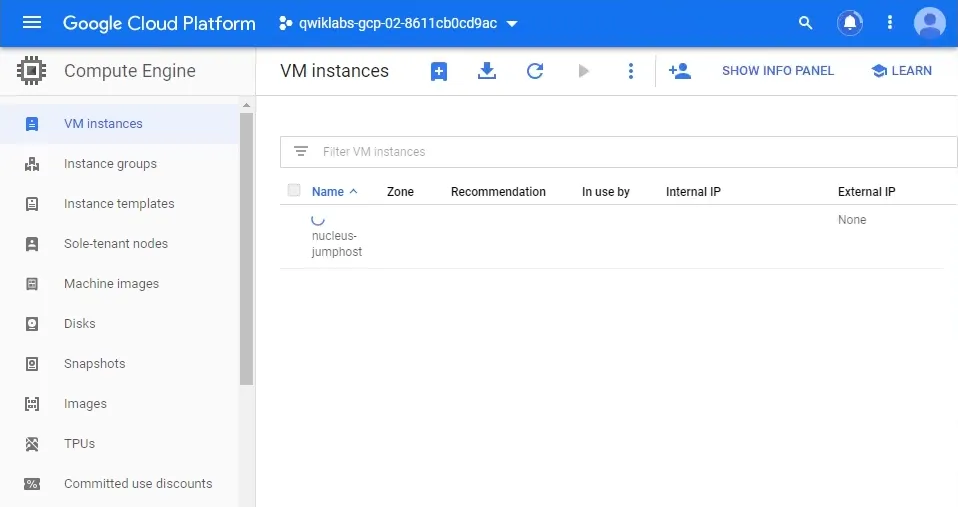 Google Cloud Platform
qwiklabs-gcp-02-8611cb0cd9ac
Compute Engine
VM instances
SHOW INFO PANEL
LEARN
VM instances
Instance groups
Instance templates
Sole-tenant nodes
Machine images
Disks
Snapshots
Images
TPUs
Committed use discounts
Filter VM instances
Name Zone Recommendation In use by Internal IP External IP
nucleus-
jumphost
None